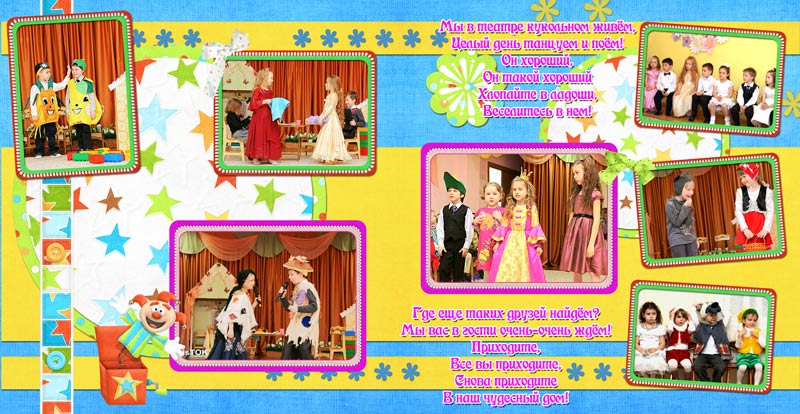 Мы в театре кукольном живём,
Целый день танцуем и поём!
Он хороший,
Он такой хороший
Хлопайте в ладоши,
Веселитесь в нем!
Где еще таких друзей найдём?
Мы вас в гости очень-очень ждём!
Приходите,
Все вы приходите,
Снова приходите
В наш чудесный дом!